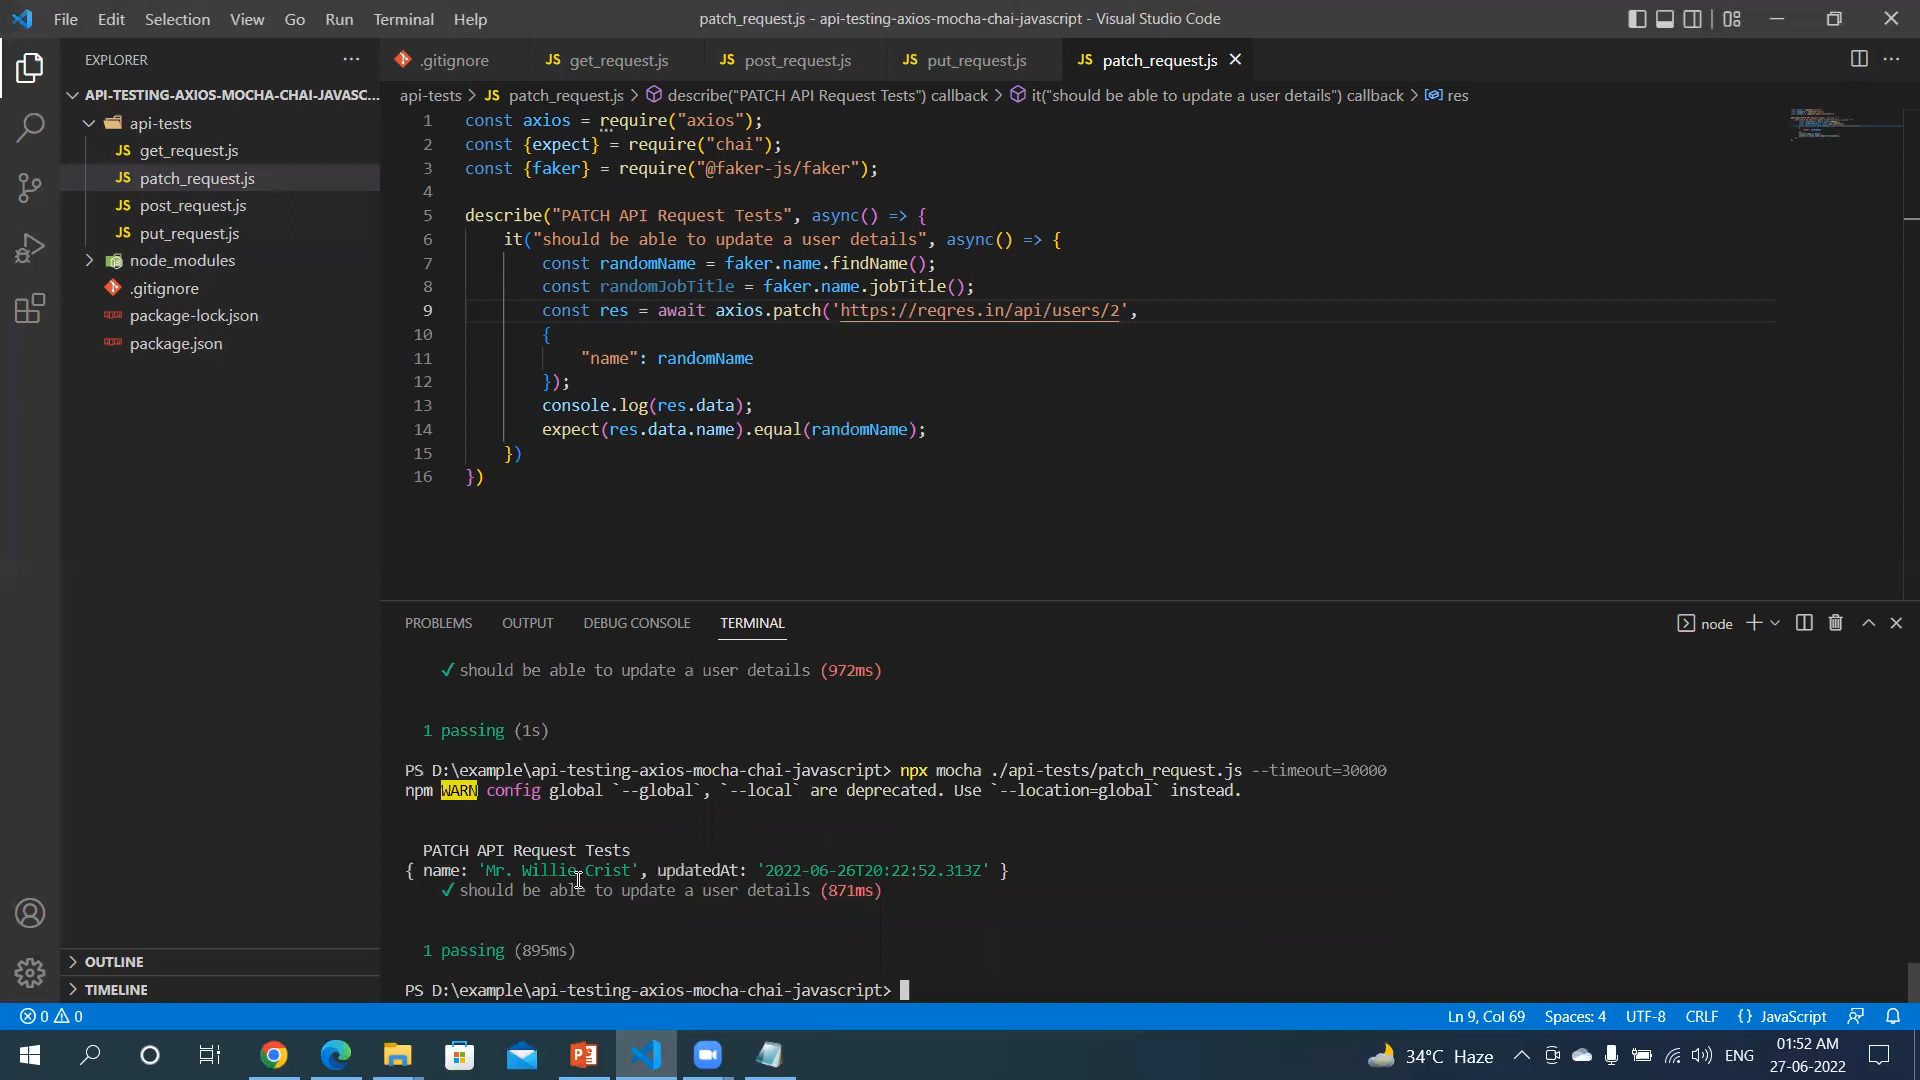 File Edit Selection View Go Run Terminal Help
patch_request.js - api-testing-axios-mocha-chai-javascript - Visual Studio Code
EXPLORER
API-TESTING-AXIOS-MOCHA-CHAI-JAVASC...
api-tests
JS get_request.js
JS patch_request.js
JS post_request.js
JS put_request.js
node_modules
.gitignore
package-lock.json
package.json
OUTLINE
TIMELINE
.gitignore JS get_request.js JS post_request.js JS put_request.js JS patch_request.js
api-tests > JS patch_request.js > describe("PATCH API Request Tests") callback > it("should be able to update a user details") callback > res
1 const axios = require("axios");
2 const {expect} = require("chai");
3 const {faker} = require("@faker-js/faker");
4
5 describe("PATCH API Request Tests", async() => {
6 it("should be able to update a user details", async() => {
7 const randomName = faker.name.findName();
8 const randomJobTitle = faker.name.jobTitle();
9 const res = await axios.patch('https://reqres.in/api/users/2',
10 {
11 "name": randomName
12 });
13 console.log(res.data);
14 expect(res.data.name).equal(randomName);
15 })
16 })
PROBLEMS OUTPUT DEBUG CONSOLE TERMINAL
node
✓ should be able to update a user details (972ms)
1 passing (1s)
PS D:\example\api-testing-axios-mocha-chai-javascript> npx mocha ./api-tests/patch_request.js --timeout=30000
npm WARN config global `--global`, `--local` are deprecated. Use `--location=global` instead.
PATCH API Request Tests
{ name: 'Mr. Willie Crist', updatedAt: '2022-06-26T20:22:52.313Z' }
✓ should be able to update a user details (871ms)
1 passing (895ms)
PS D:\example\api-testing-axios-mocha-chai-javascript>
0 0
Ln 9, Col 69 Spaces: 4 UTF-8 CRLF {} JavaScript
34°C Haze
ENG
01:52 AM
27-06-2022